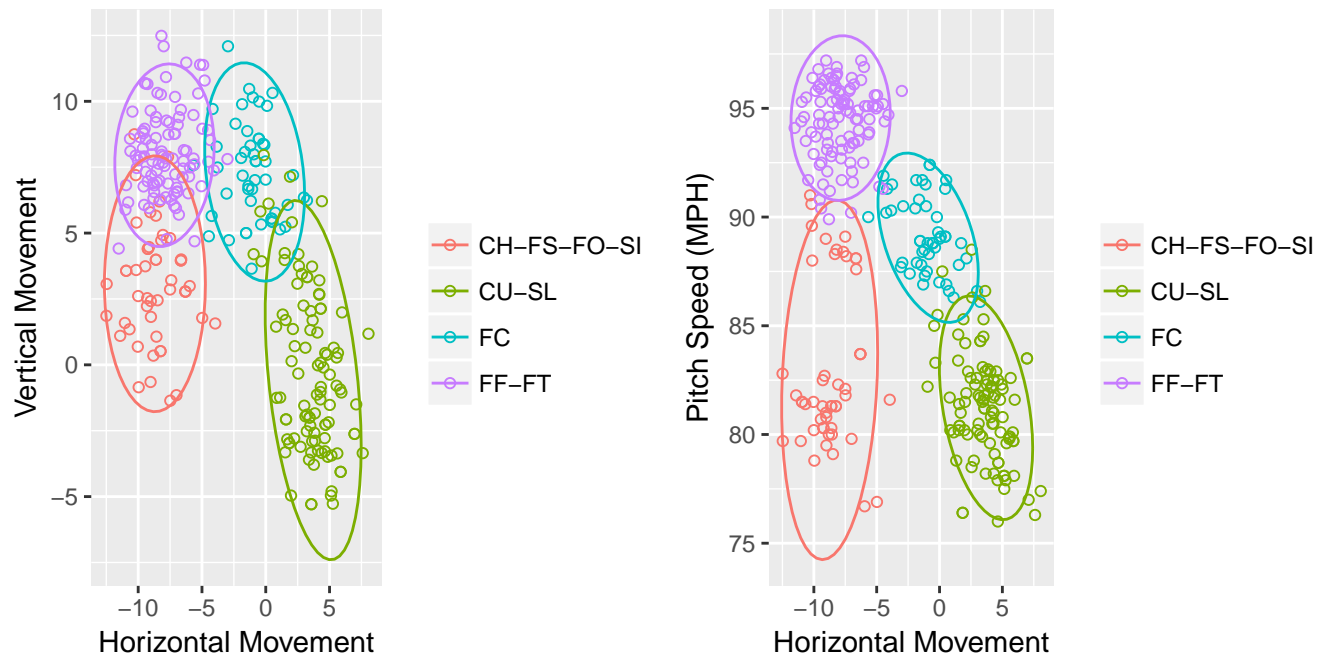 Vertical Movement
10
5
0
−5
−10
−5
0
5
Horizontal Movement
CH−FS−FO−SI
CU−SL
FC
FF−FT
Pitch Speed (MPH)
95
90
85
80
75
−10
−5
0
5
Horizontal Movement
CH−FS−FO−SI
CU−SL
FC
FF−FT